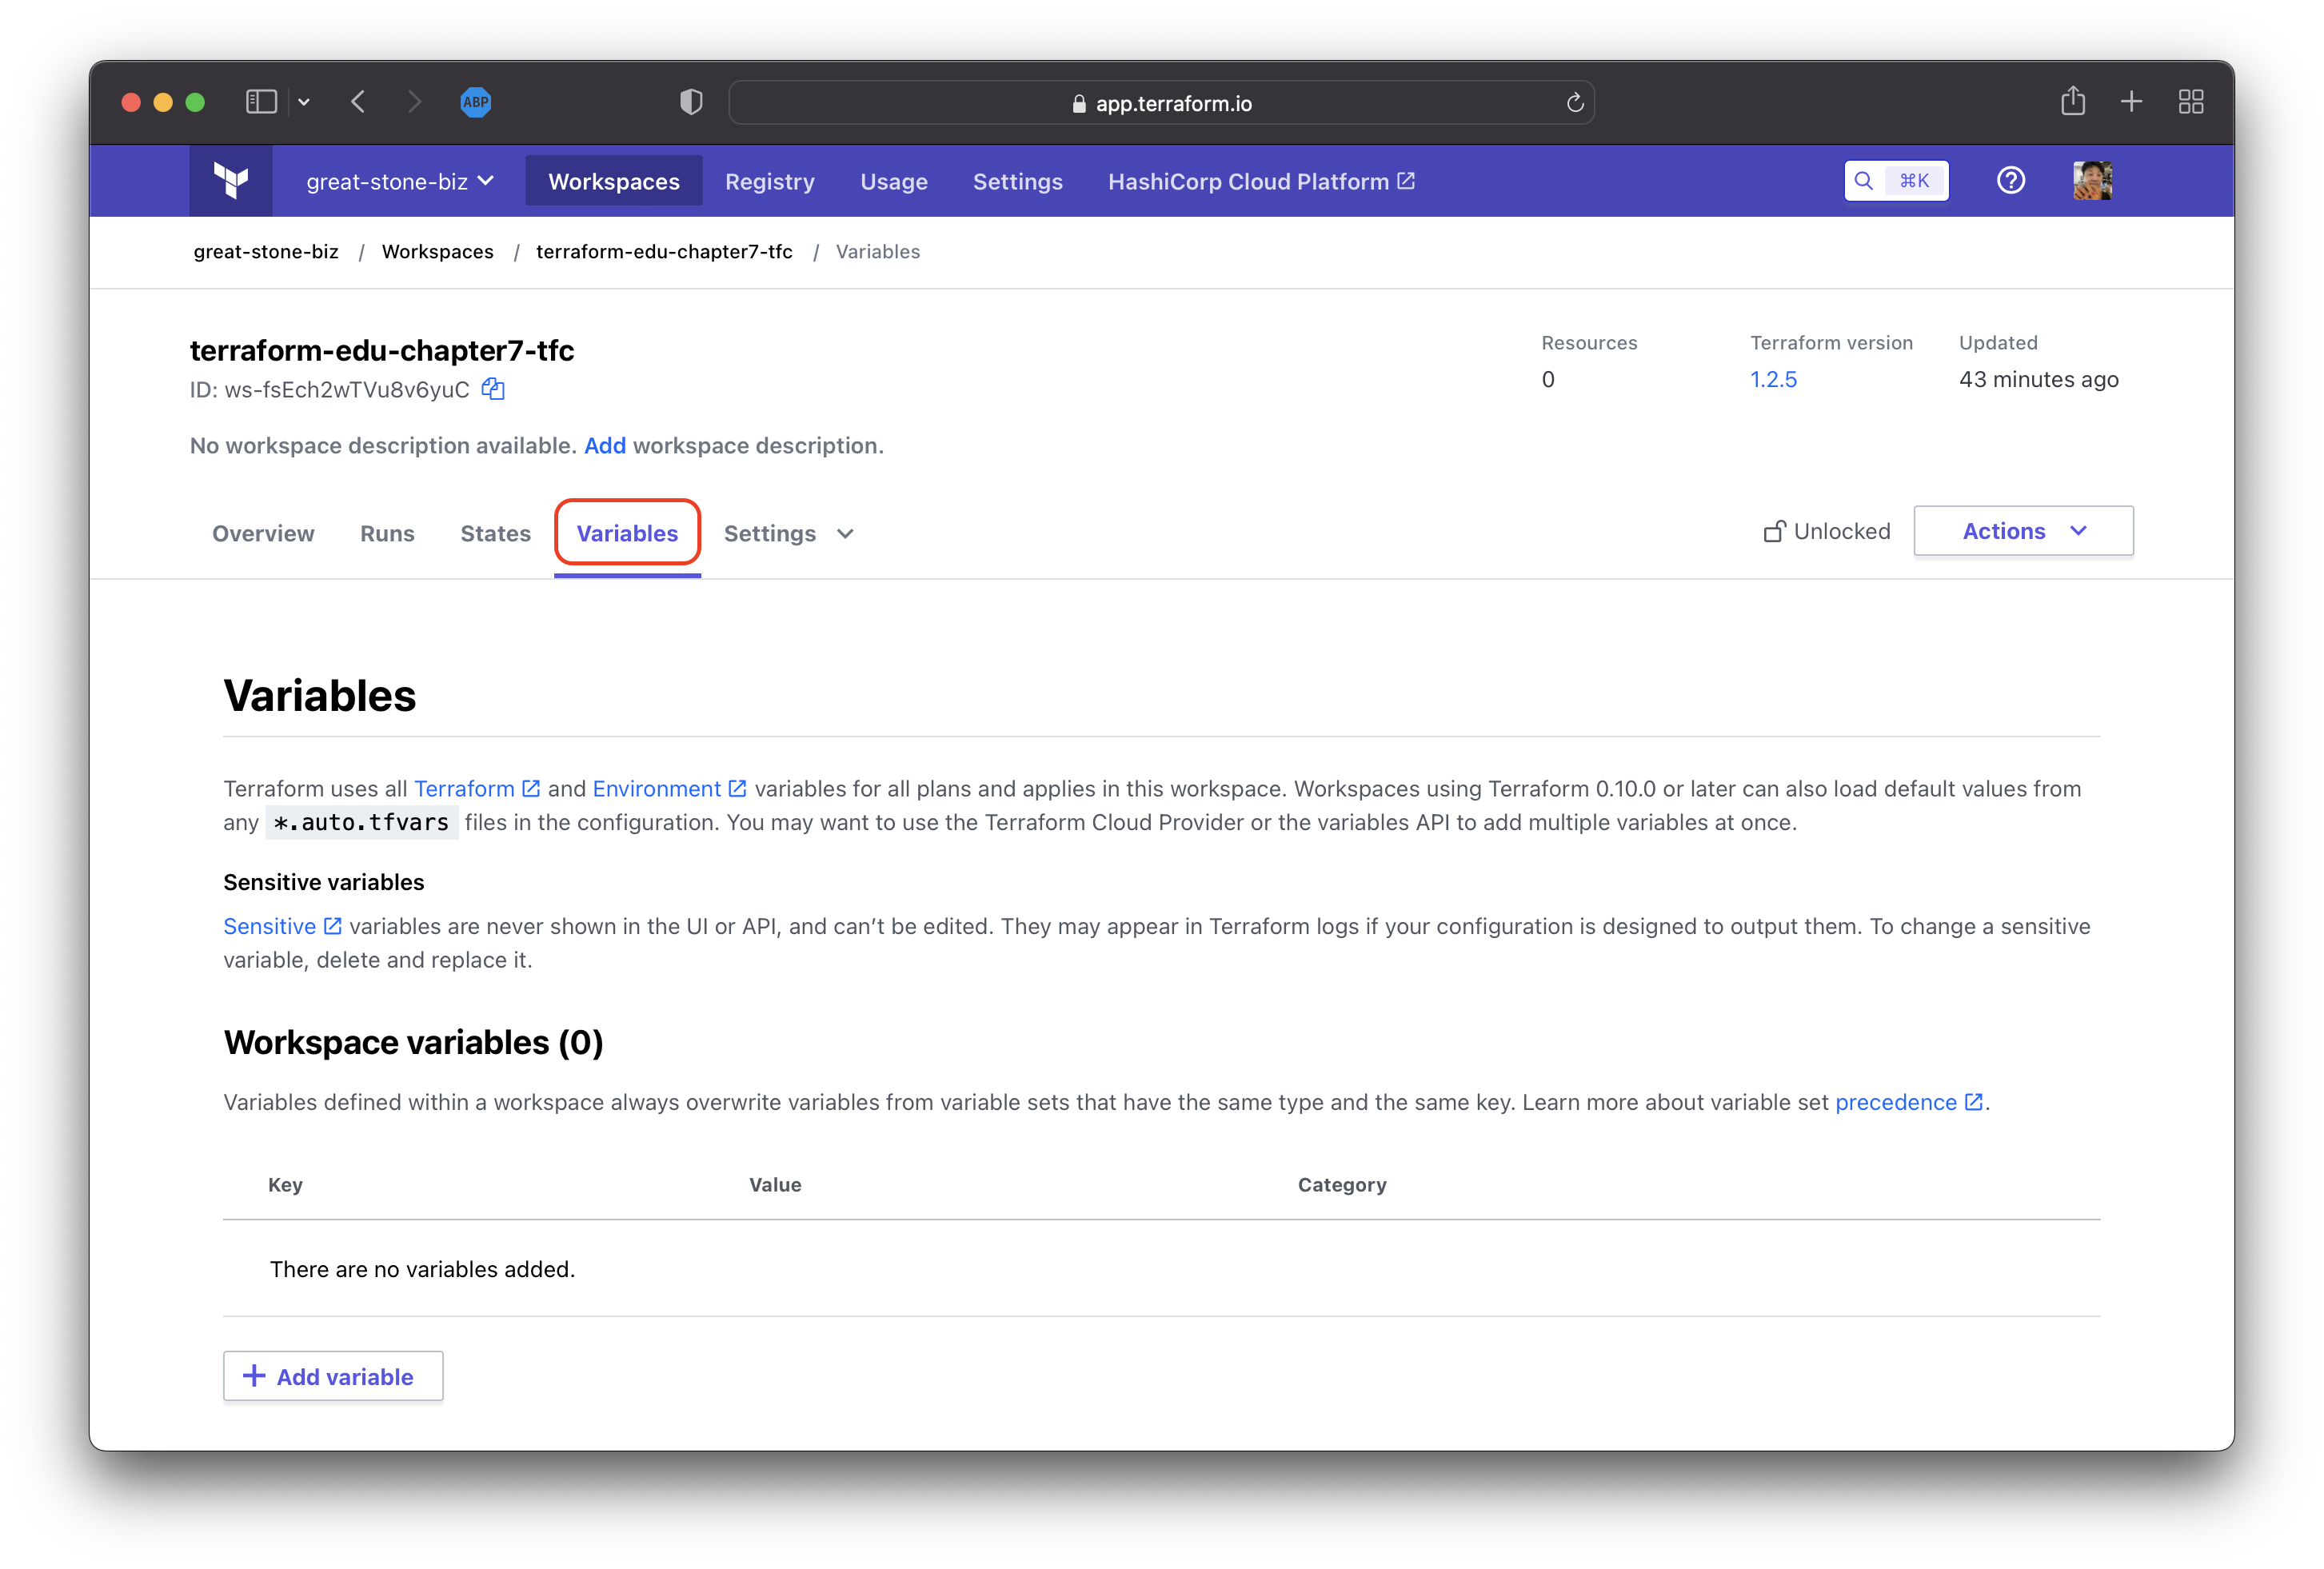 ABP
app.terraform.io
great-stone-biz
Workspaces
Registry
Usage
Settings
HashiCorp Cloud Platform
⌘K
great-stone-biz / Workspaces / terraform-edu-chapter7-tfc / Variables
terraform-edu-chapter7-tfc
ID: ws-fsEch2wTVu8v6yuC
No workspace description available. Add workspace description.
Resources
0
Terraform version
1.2.5
Updated
43 minutes ago
Overview
Runs
States
Variables
Settings
Unlocked
Actions
Variables
Terraform uses all Terraform and Environment variables for all plans and applies in this workspace. Workspaces using Terraform 0.10.0 or later can also load default values from
any *.auto.tfvars files in the configuration. You may want to use the Terraform Cloud Provider or the variables API to add multiple variables at once.
Sensitive variables
Sensitive variables are never shown in the UI or API, and can’t be edited. They may appear in Terraform logs if your configuration is designed to output them. To change a sensitive
variable, delete and replace it.
Workspace variables (0)
Variables defined within a workspace always overwrite variables from variable sets that have the same type and the same key. Learn more about variable set precedence.
Key
Value
Category
There are no variables added.
+ Add variable